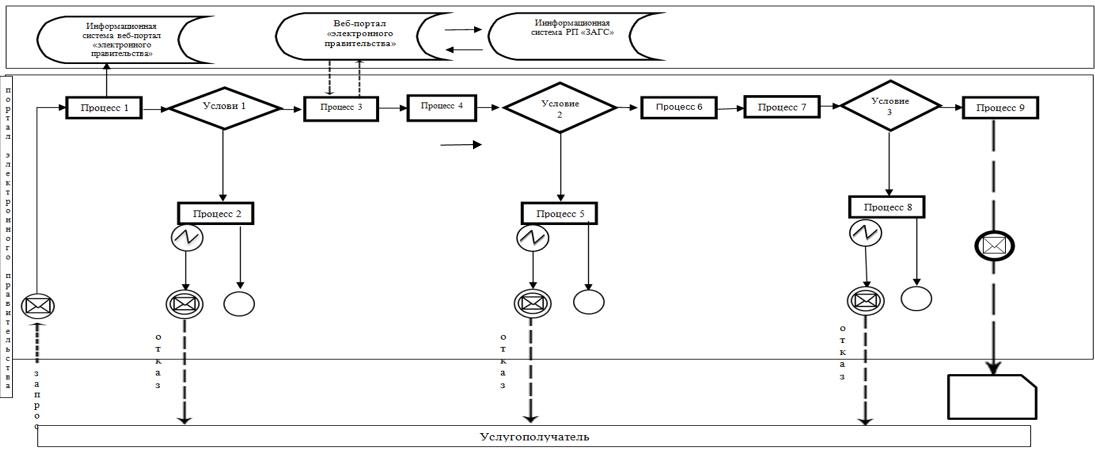 Информационная
система веб-портал
«электронного
правительства»
Веб-портал
«электронного
правительства»
Иинформационная
система РП «ЗАГС»
портал электронного правительства
Процесс 1
Услови 1
Процесс 3
Процесс 4
Условие
2
Процесс 6
Процесс 7
Условие
3
Процесс 9
Процесс 2
Процесс 5
Процесс 8
отказ
отказ
отказ
запрос
Услугополучатель